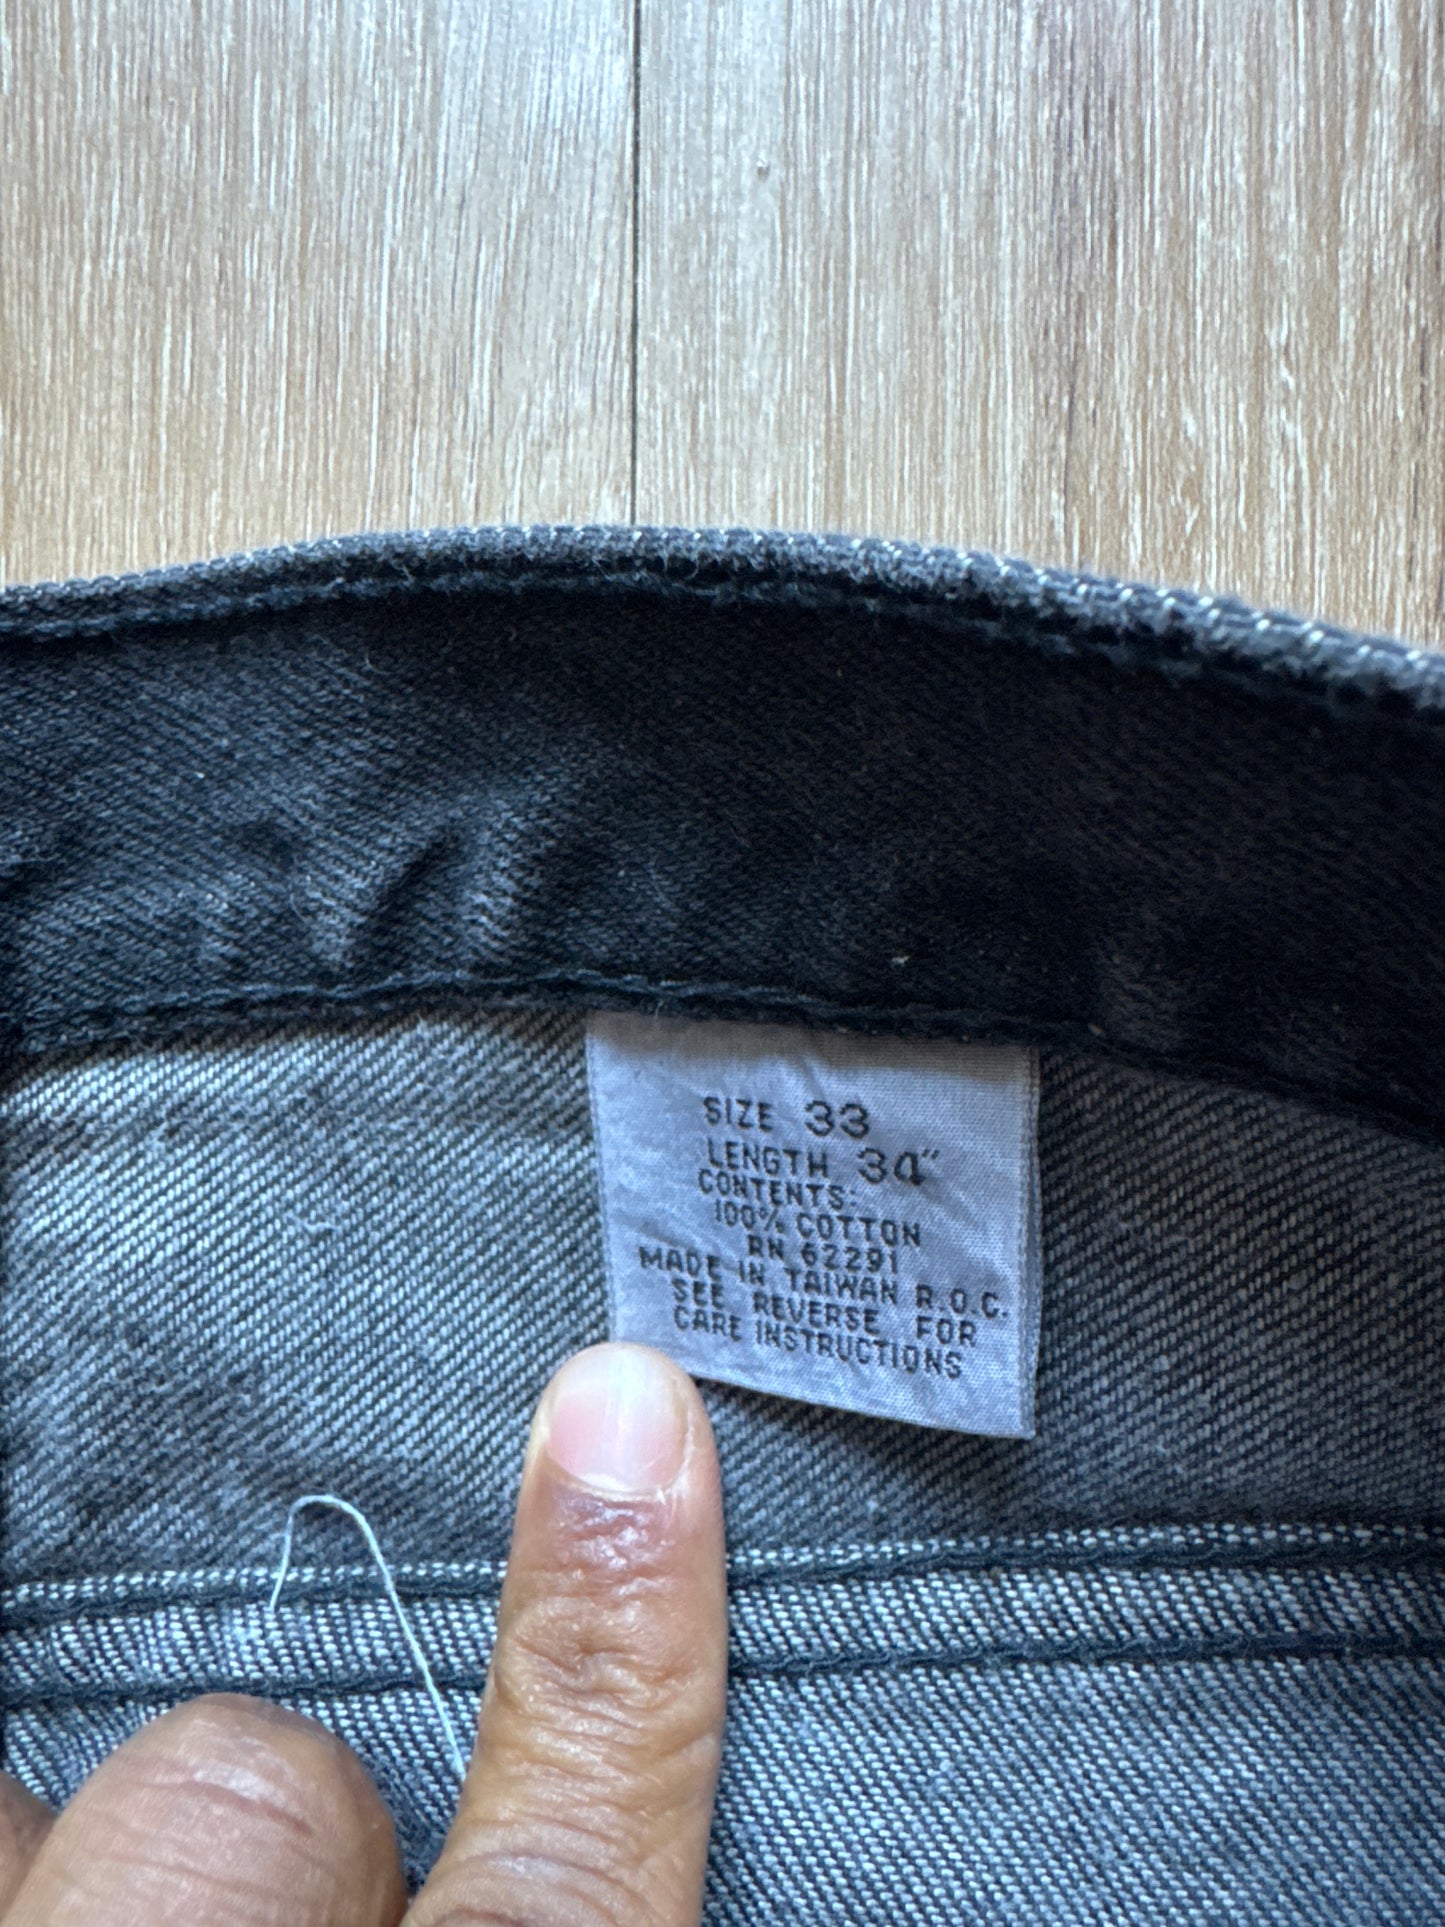 SIZE 33
LENGTH 34"
CONTENTS:
100% COTTON
RN 62291
MADE IN TAIWAN R.O.C.
SEE REVERSE FOR
CARE INSTRUCTIONS